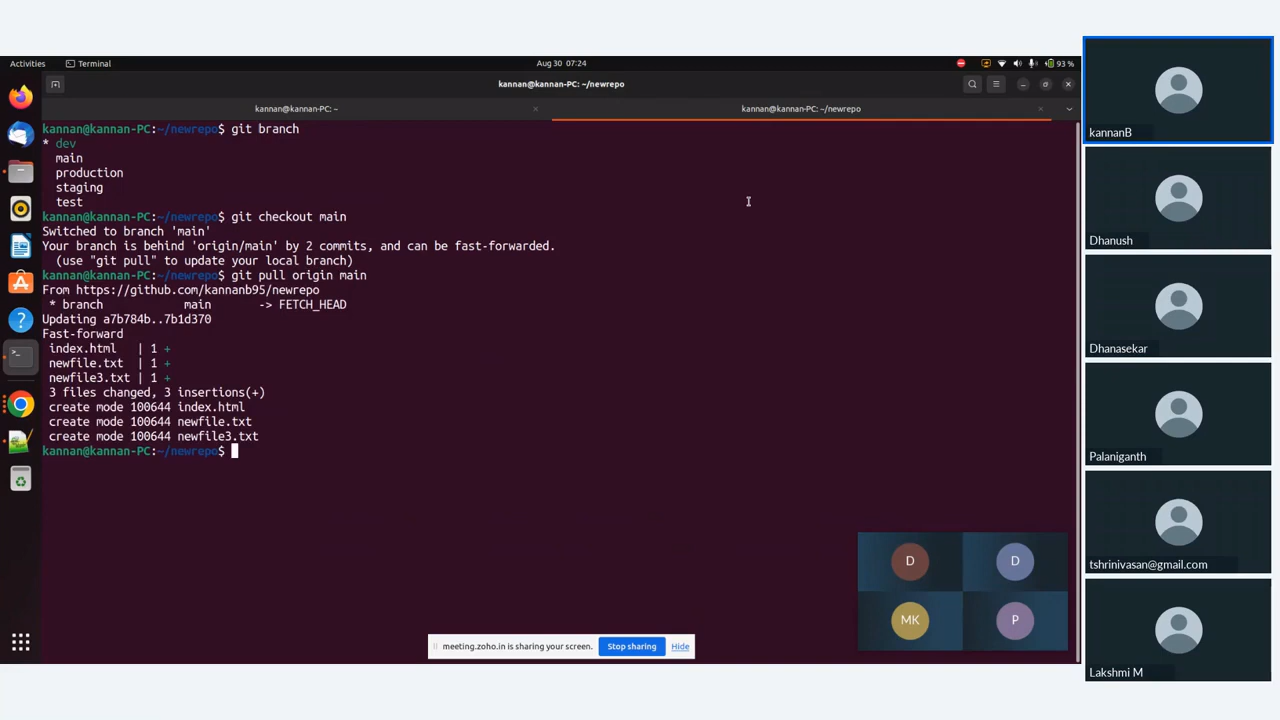 Activities
Terminal
Aug 30 07:24
93 %
kannan@kannan-PC: ~/newrepo
kannan@kannan-PC: ~
kannan@kannan-PC: ~/newrepo
kannan@kannan-PC:~/newrepo$ git branch
* dev
main
production
staging
test
kannan@kannan-PC:~/newrepo$ git checkout main
Switched to branch 'main'
Your branch is behind 'origin/main' by 2 commits, and can be fast-forwarded.
(use "git pull" to update your local branch)
kannan@kannan-PC:~/newrepo$ git pull origin main
From https://github.com/kannanb95/newrepo
* branch main -> FETCH_HEAD
Updating a7b784b..7b1d370
Fast-forward
index.html | 1 +
newfile.txt | 1 +
newfile3.txt | 1 +
3 files changed, 3 insertions(+)
create mode 100644 index.html
create mode 100644 newfile.txt
create mode 100644 newfile3.txt
kannan@kannan-PC:~/newrepo$
D
D
MK
P
meeting.zoho.in is sharing your screen.
Stop sharing
Hide
kannanB
Dhanush
Dhanasekar
Palaniganth
tshrinivasan@gmail.com
Lakshmi M